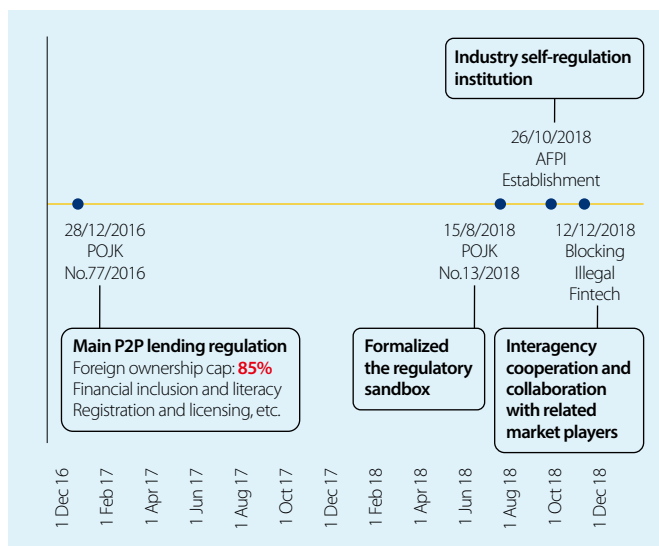 Industry self-regulation
institution
26/10/2018
AFPI
Establishment
28/12/2016
POJK
No.77/2016
15/8/2018
POJK
No.13/2018
12/12/2018
Blocking
Illegal
Fintech
Main P2P lending regulation
Foreign ownership cap: 85%
Financial inclusion and literacy
Registration and licensing, etc.
Formalized
the regulatory
sandbox
Interagency
cooperation and
collaboration
with related
market players
1 Dec 16
1 Feb 17
1 Apr 17
1 Jun 17
1 Aug 17
1 Oct 17
1 Dec 17
1 Feb 18
1 Apr 18
1 Jun 18
1 Aug 18
1 Oct 18
1 Dec 18